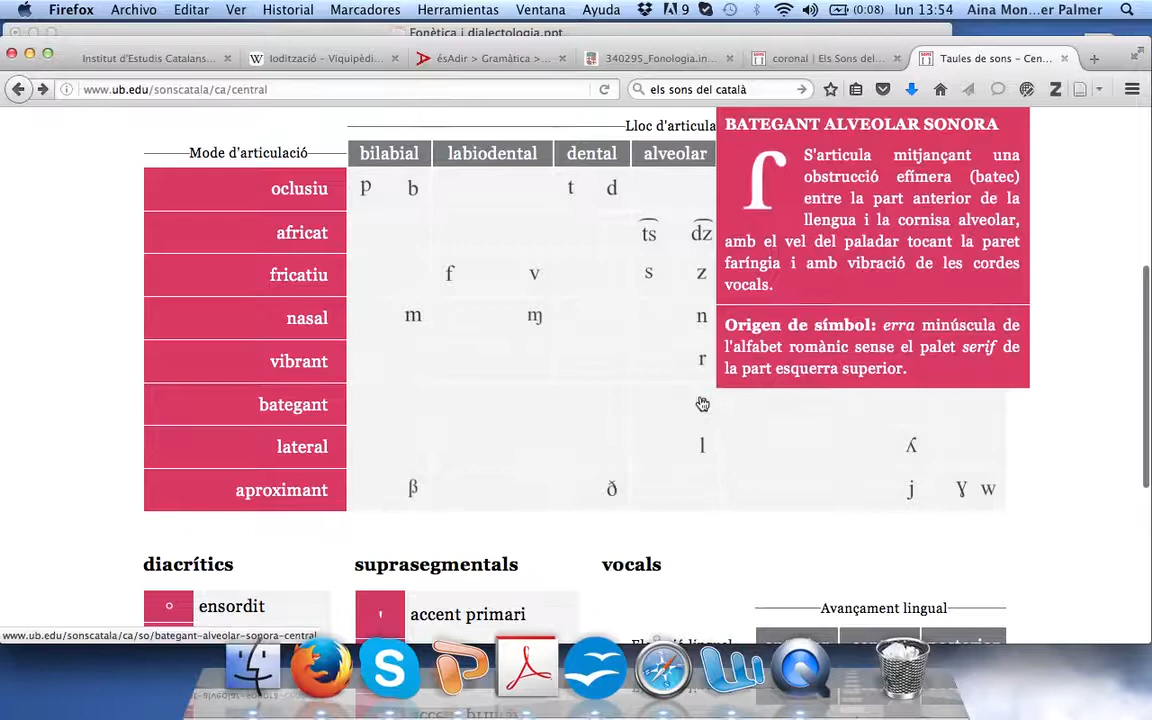 Firefox Archivo Editar Ver Historial Marcadores Herramientas Ventana Ayuda 9 (0:08) lun 13:54 Aina Mon...er Palmer
Fonètica i dialectologia.ppt
Institut d'Estudis Catalans... Iodització - Viquipèdi... ésAdir > Gramàtica >... 340295_Fonologia.in... coronal | Els Sons del... Taules de sons – Cen...
www.ub.edu/sonscatala/ca/central els sons del català
Lloc d'articula
Mode d'articulació
bilabial labiodental dental alveolar
oclusiu p b t d
africat t͡s d͡z
fricatiu f v s z
nasal m ɱ n
vibrant r
bategant
lateral l ʎ
aproximant β ð j ɣ w
BATEGANT ALVEOLAR SONORA
ɾ
S'articula mitjançant una
obstrucció efímera (batec)
entre la part anterior de la
llengua i la cornisa alveolar,
amb el vel del paladar tocant la paret
faríngia i amb vibració de les cordes
vocals.
Origen de símbol: erra minúscula de
l'alfabet romànic sense el palet serif de
la part esquerra superior.
diacrítics suprasegmentals vocals
ensordit
ˈ accent primari
Avançament lingual
www.ub.edu/sonscatala/ca/so/bategant-alveolar-sonora-central